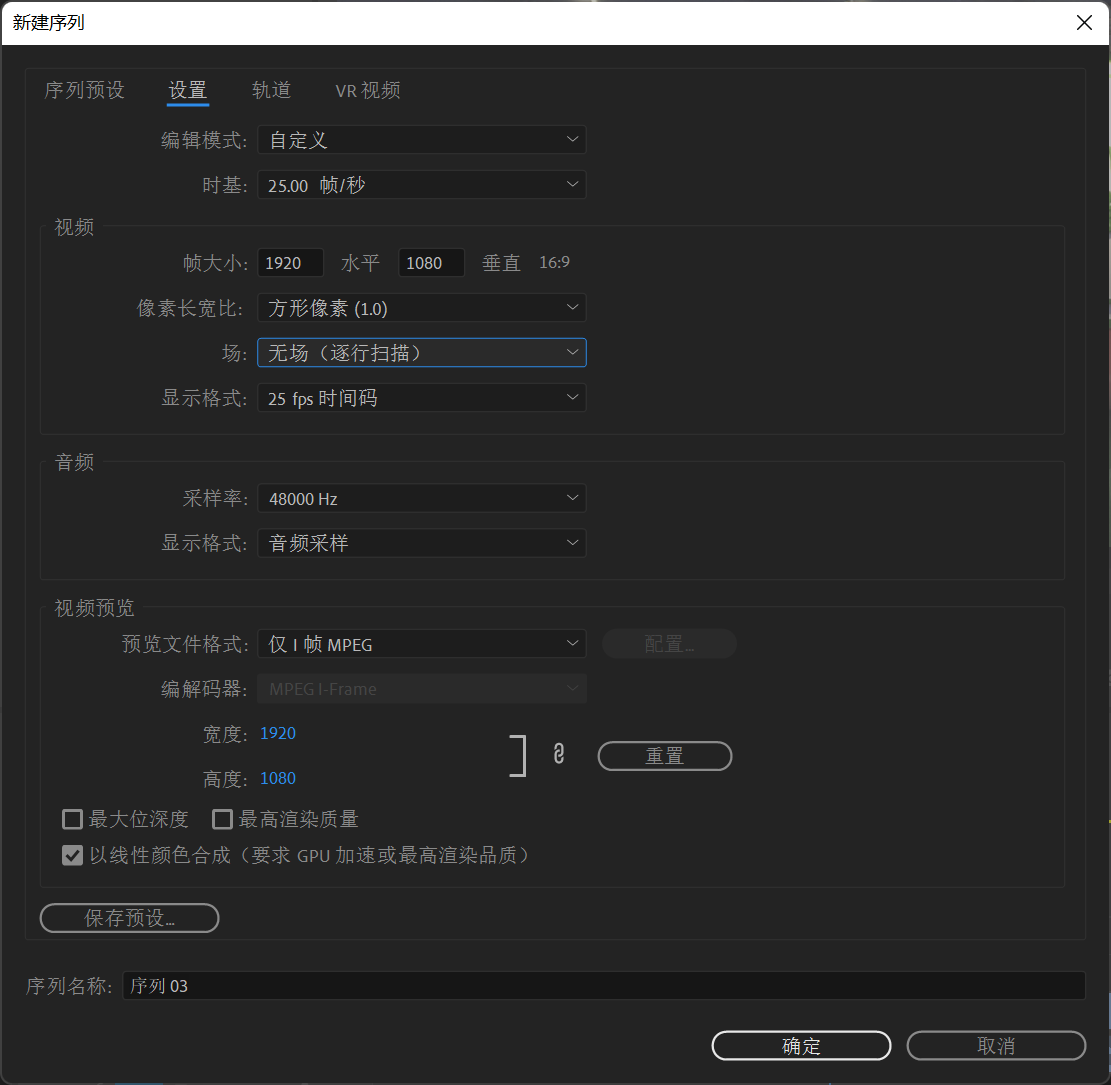 新建序列
序列预设 设置 轨道 VR 视频
编辑模式: 自定义
时基: 25.00 帧/秒
视频
帧大小: 1920 水平 1080 垂直 16:9
像素长宽比: 方形像素 (1.0)
场: 无场（逐行扫描）
显示格式: 25 fps 时间码
音频
采样率: 48000 Hz
显示格式: 音频采样
视频预览
预览文件格式: 仅 I 帧 MPEG 配置...
编解码器: MPEG I-Frame
宽度: 1920
高度: 1080
重置
最大位深度 最高渲染质量
以线性颜色合成（要求 GPU 加速或最高渲染品质）
保存预设...
序列名称: 序列 03
确定 取消